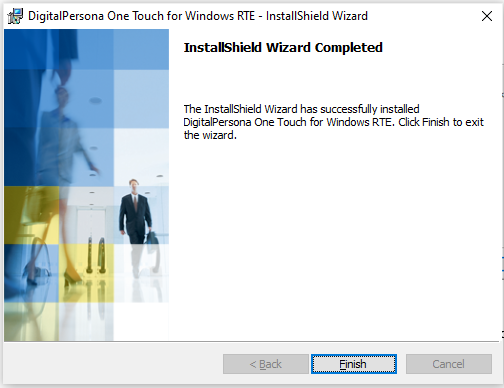 DigitalPersona One Touch for Windows RTE - InstallShield Wizard
InstallShield Wizard Completed
The InstallShield Wizard has successfully installed
DigitalPersona One Touch for Windows RTE. Click Finish to exit
the wizard.
< Back
Finish
Cancel